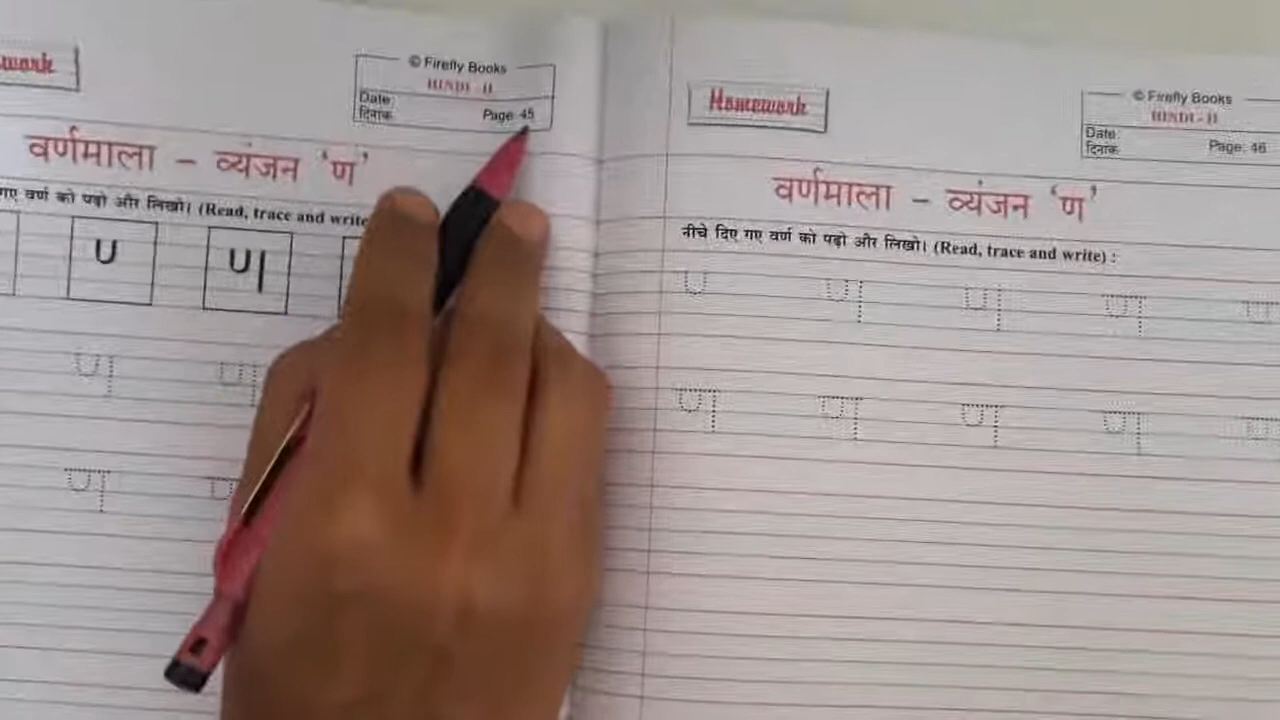 work
© Firefly Books
HINDI - II
Date:
दिनांक
Page: 45
वर्णमाला – व्यंजन ‘ण’
गए वर्ण को पढ़ो और लिखो। (Read, trace and write
Homework
© Firefly Books
HINDI - II
Date:
दिनांक
Page: 46
वर्णमाला – व्यंजन ‘ण’
नीचे दिए गए वर्ण को पढ़ो और लिखो। (Read, trace and write) :
ण ण
ण
ण ण ण ण